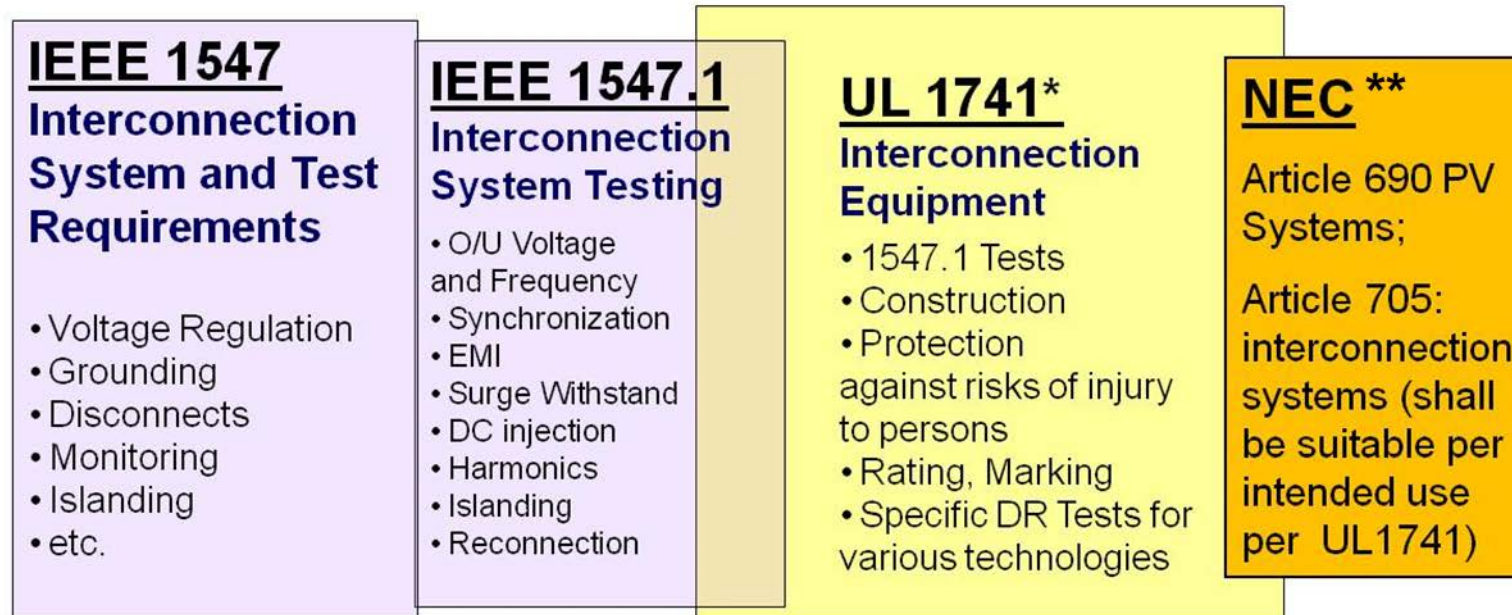 IEEE 1547
Interconnection
System and Test
Requirements
• Voltage Regulation
• Grounding
• Disconnects
• Monitoring
• Islanding
• etc.
IEEE 1547.1
Interconnection
System Testing
• O/U Voltage
and Frequency
• Synchronization
• EMI
• Surge Withstand
• DC injection
• Harmonics
• Islanding
• Reconnection
UL 1741*
Interconnection
Equipment
• 1547.1 Tests
• Construction
• Protection
against risks of injury
to persons
• Rating, Marking
• Specific DR Tests for
various technologies
NEC **
Article 690 PV
Systems;
Article 705:
interconnection
systems (shall
be suitable per
intended use
per UL1741)